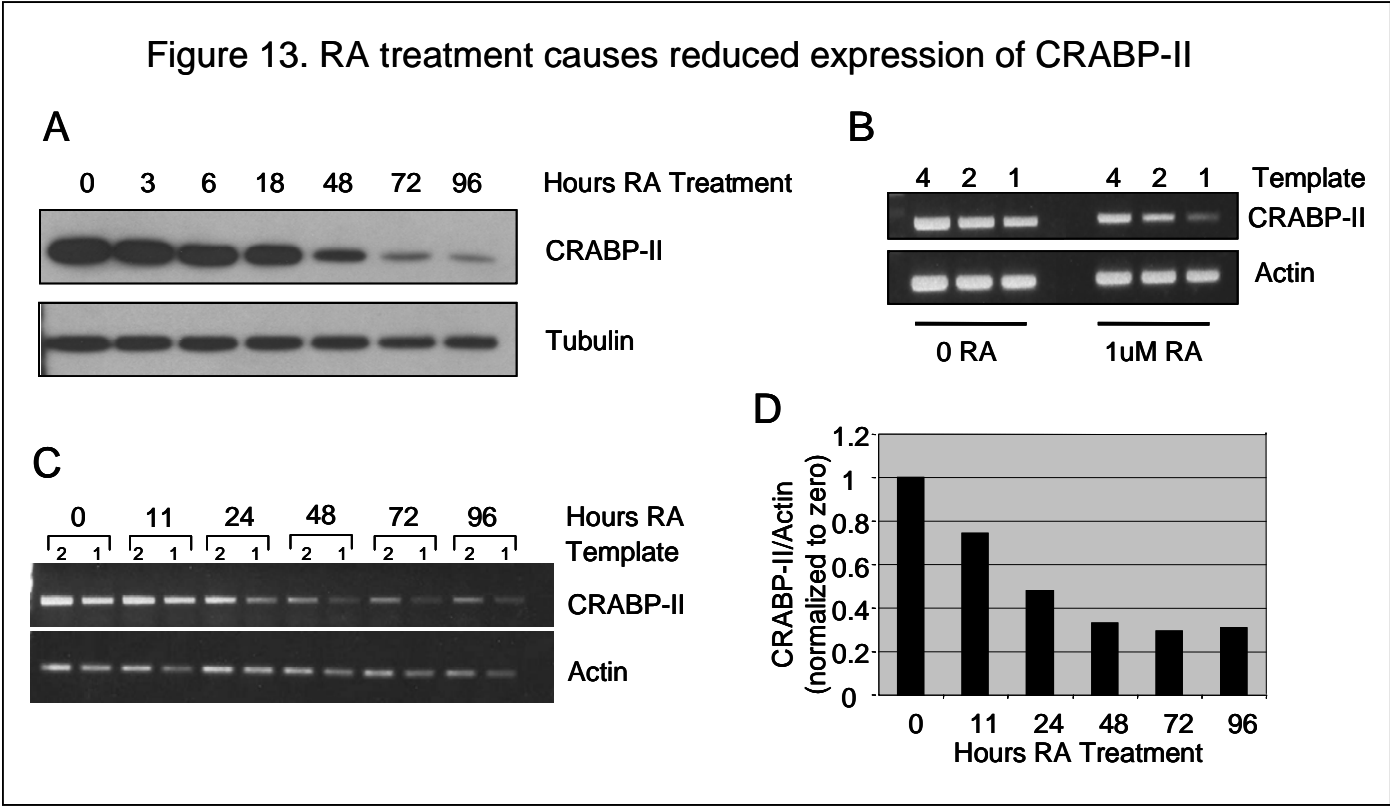 Figure 13. RA treatment causes reduced expression of CRABP-II
A
0 3 6 18 48 72 96 Hours RA Treatment
CRABP-II
Tubulin
B
4 2 1 4 2 1 Template
CRABP-II
Actin
0 RA 1uM RA
C
0 11 24 48 72 96 Hours RA
2 1 2 1 2 1 2 1 2 1 2 1 Template
CRABP-II
Actin
D
CRABP-II/Actin
(normalized to zero)
1.2
1
0.8
0.6
0.4
0.2
0
0 11 24 48 72 96
Hours RA Treatment